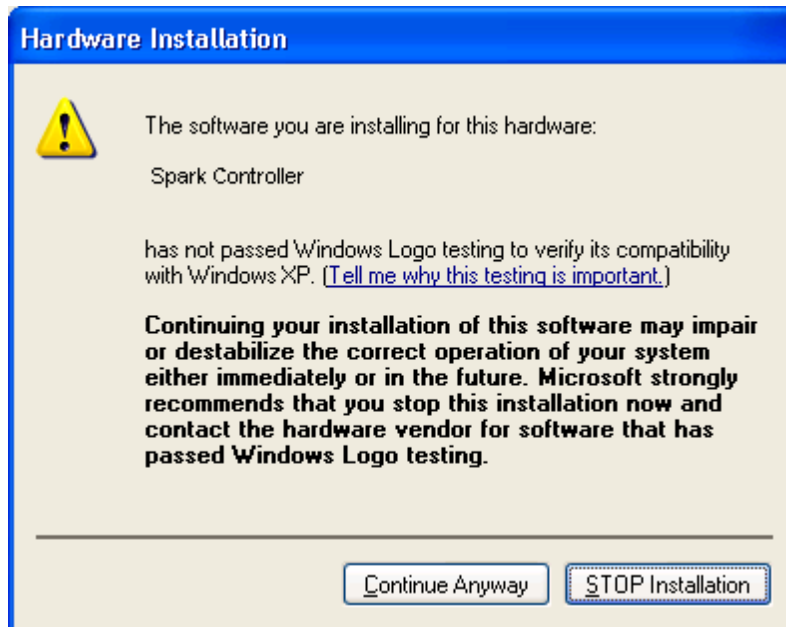 Hardware Installation
The software you are installing for this hardware:
Spark Controller
has not passed Windows Logo testing to verify its compatibility
with Windows XP. (Tell me why this testing is important.)
Continuing your installation of this software may impair
or destabilize the correct operation of your system
either immediately or in the future. Microsoft strongly
recommends that you stop this installation now and
contact the hardware vendor for software that has
passed Windows Logo testing.
Continue Anyway STOP Installation